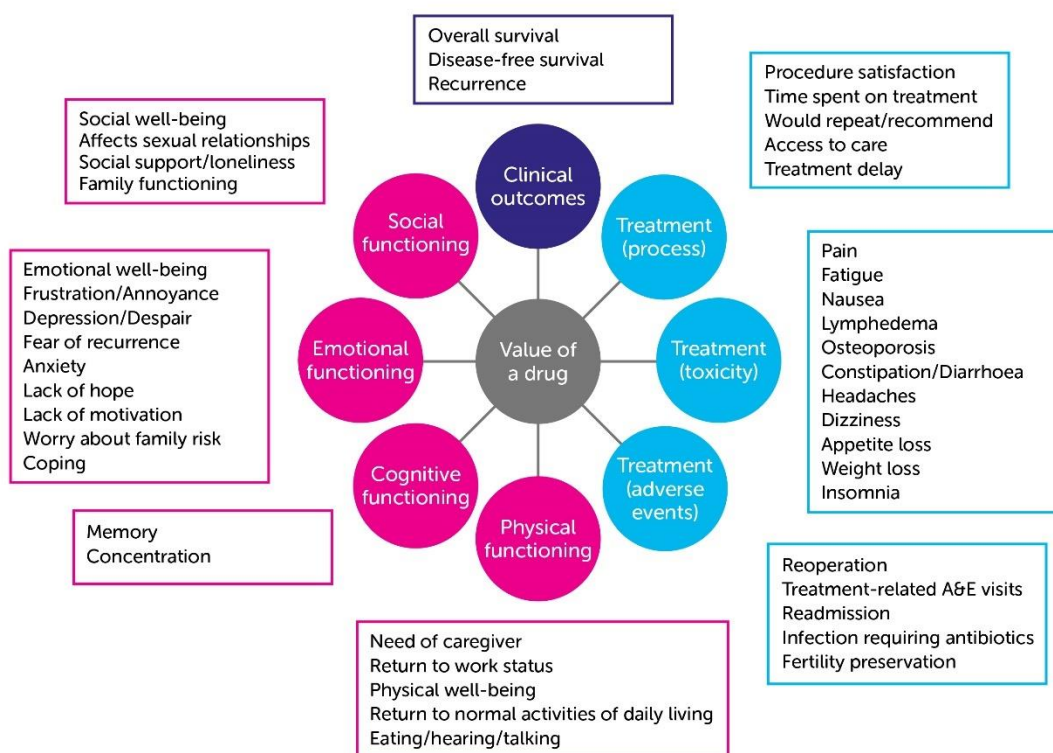 Overall survival
Disease-free survival
Recurrence
Procedure satisfaction
Time spent on treatment
Would repeat/recommend
Access to care
Treatment delay
Social well-being
Affects sexual relationships
Social support/loneliness
Family functioning
Clinical
outcomes
Social
functioning
Treatment
(process)
Emotional well-being
Frustration/Annoyance
Depression/Despair
Fear of recurrence
Anxiety
Lack of hope
Lack of motivation
Worry about family risk
Coping
Emotional
functioning
Value of
a drug
Treatment
(toxicity)
Pain
Fatigue
Nausea
Lymphedema
Osteoporosis
Constipation/Diarrhoea
Headaches
Dizziness
Appetite loss
Weight loss
Insomnia
Cognitive
functioning
Treatment
(adverse
events)
Physical
functioning
Memory
Concentration
Reoperation
Treatment-related A&E visits
Readmission
Infection requiring antibiotics
Fertility preservation
Need of caregiver
Return to work status
Physical well-being
Return to normal activities of daily living
Eating/hearing/talking